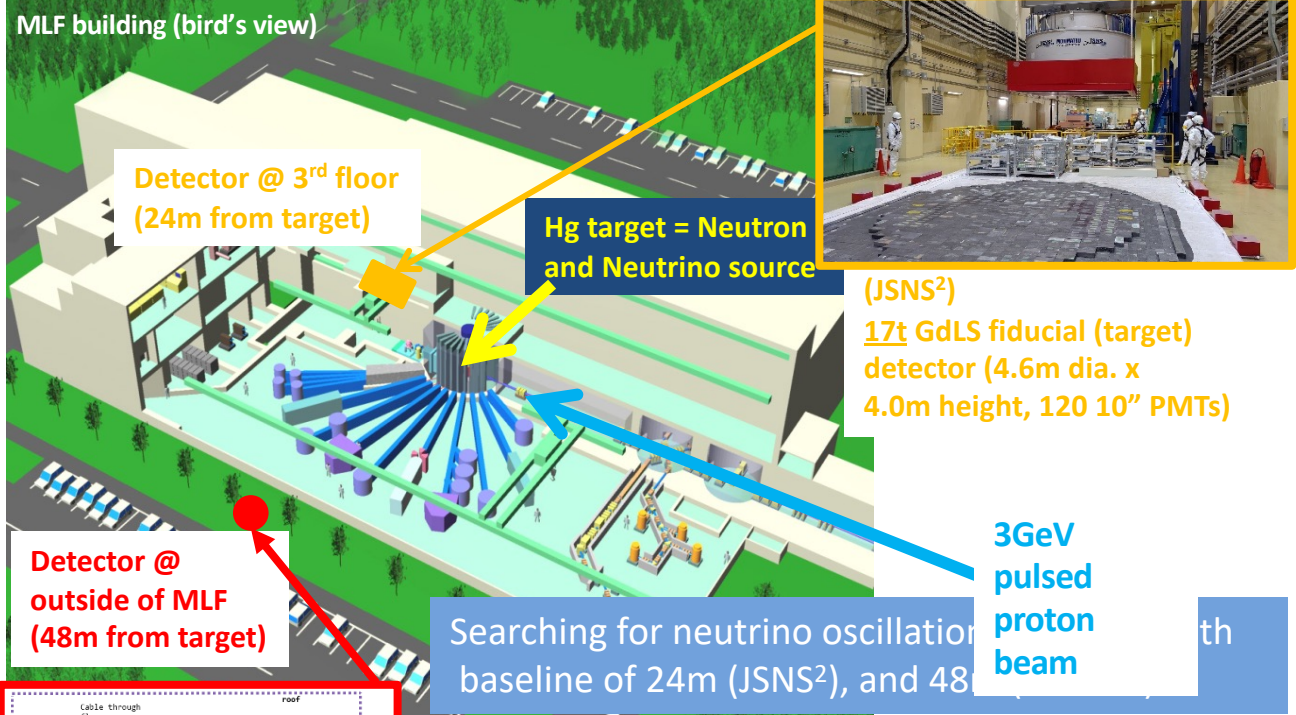 MLF building (bird's view)
Detector @ 3rd floor
(24m from target)
Hg target = Neutron
and Neutrino source
(JSNS2)
17t GdLS fiducial (target)
detector (4.6m dia. x
4.0m height, 120 10” PMTs)
3GeV
pulsed
proton
beam
Detector @
outside of MLF
(48m from target)
Searching for neutrino oscillation
baseline of 24m (JSNS2), and 48
Cable through
roof